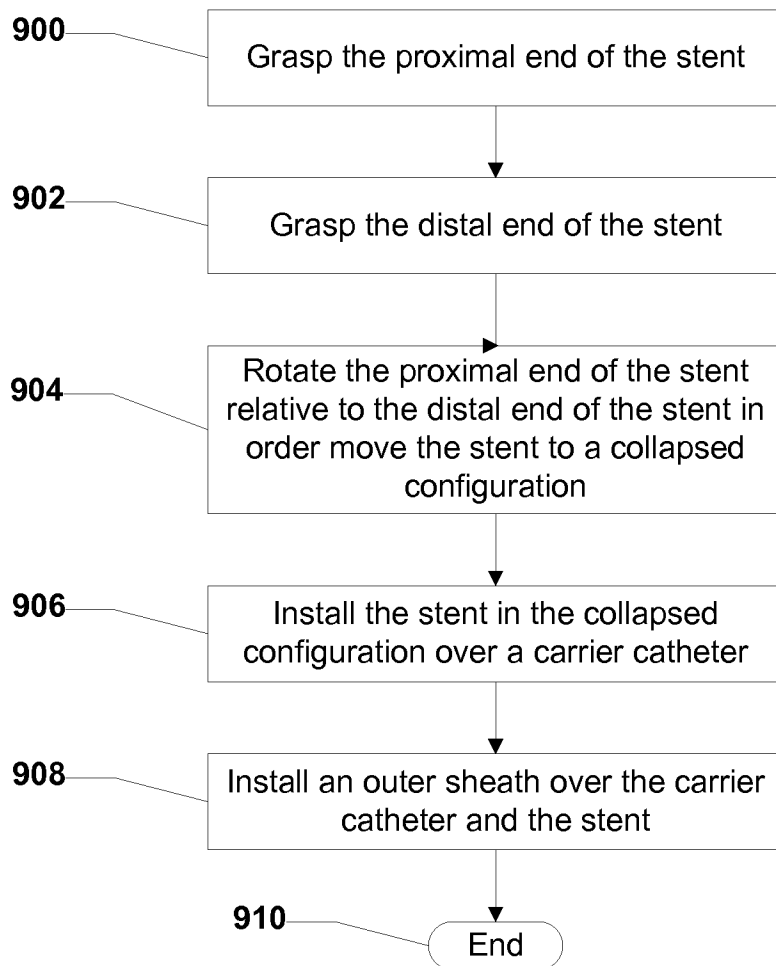 900
Grasp the proximal end of the stent
902
Grasp the distal end of the stent
904
Rotate the proximal end of the stent
relative to the distal end of the stent in
order move the stent to a collapsed
configuration
906
Install the stent in the collapsed
configuration over a carrier catheter
908
Install an outer sheath over the carrier
catheter and the stent
910
End